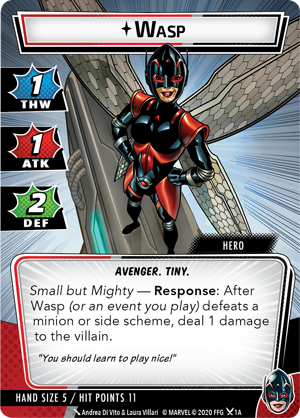 WASP
1
THW
1
ATK
2
DEF
HERO
AVENGER. TINY.
Small but Mighty — Response: After
Wasp (or an event you play) defeats a
minion or side scheme, deal 1 damage
to the villain.
"You should learn to play nice!"
HAND SIZE 5 / HIT POINTS 11
Andrea Di Vito & Laura Villari © MARVEL © 2020 FFG 1A